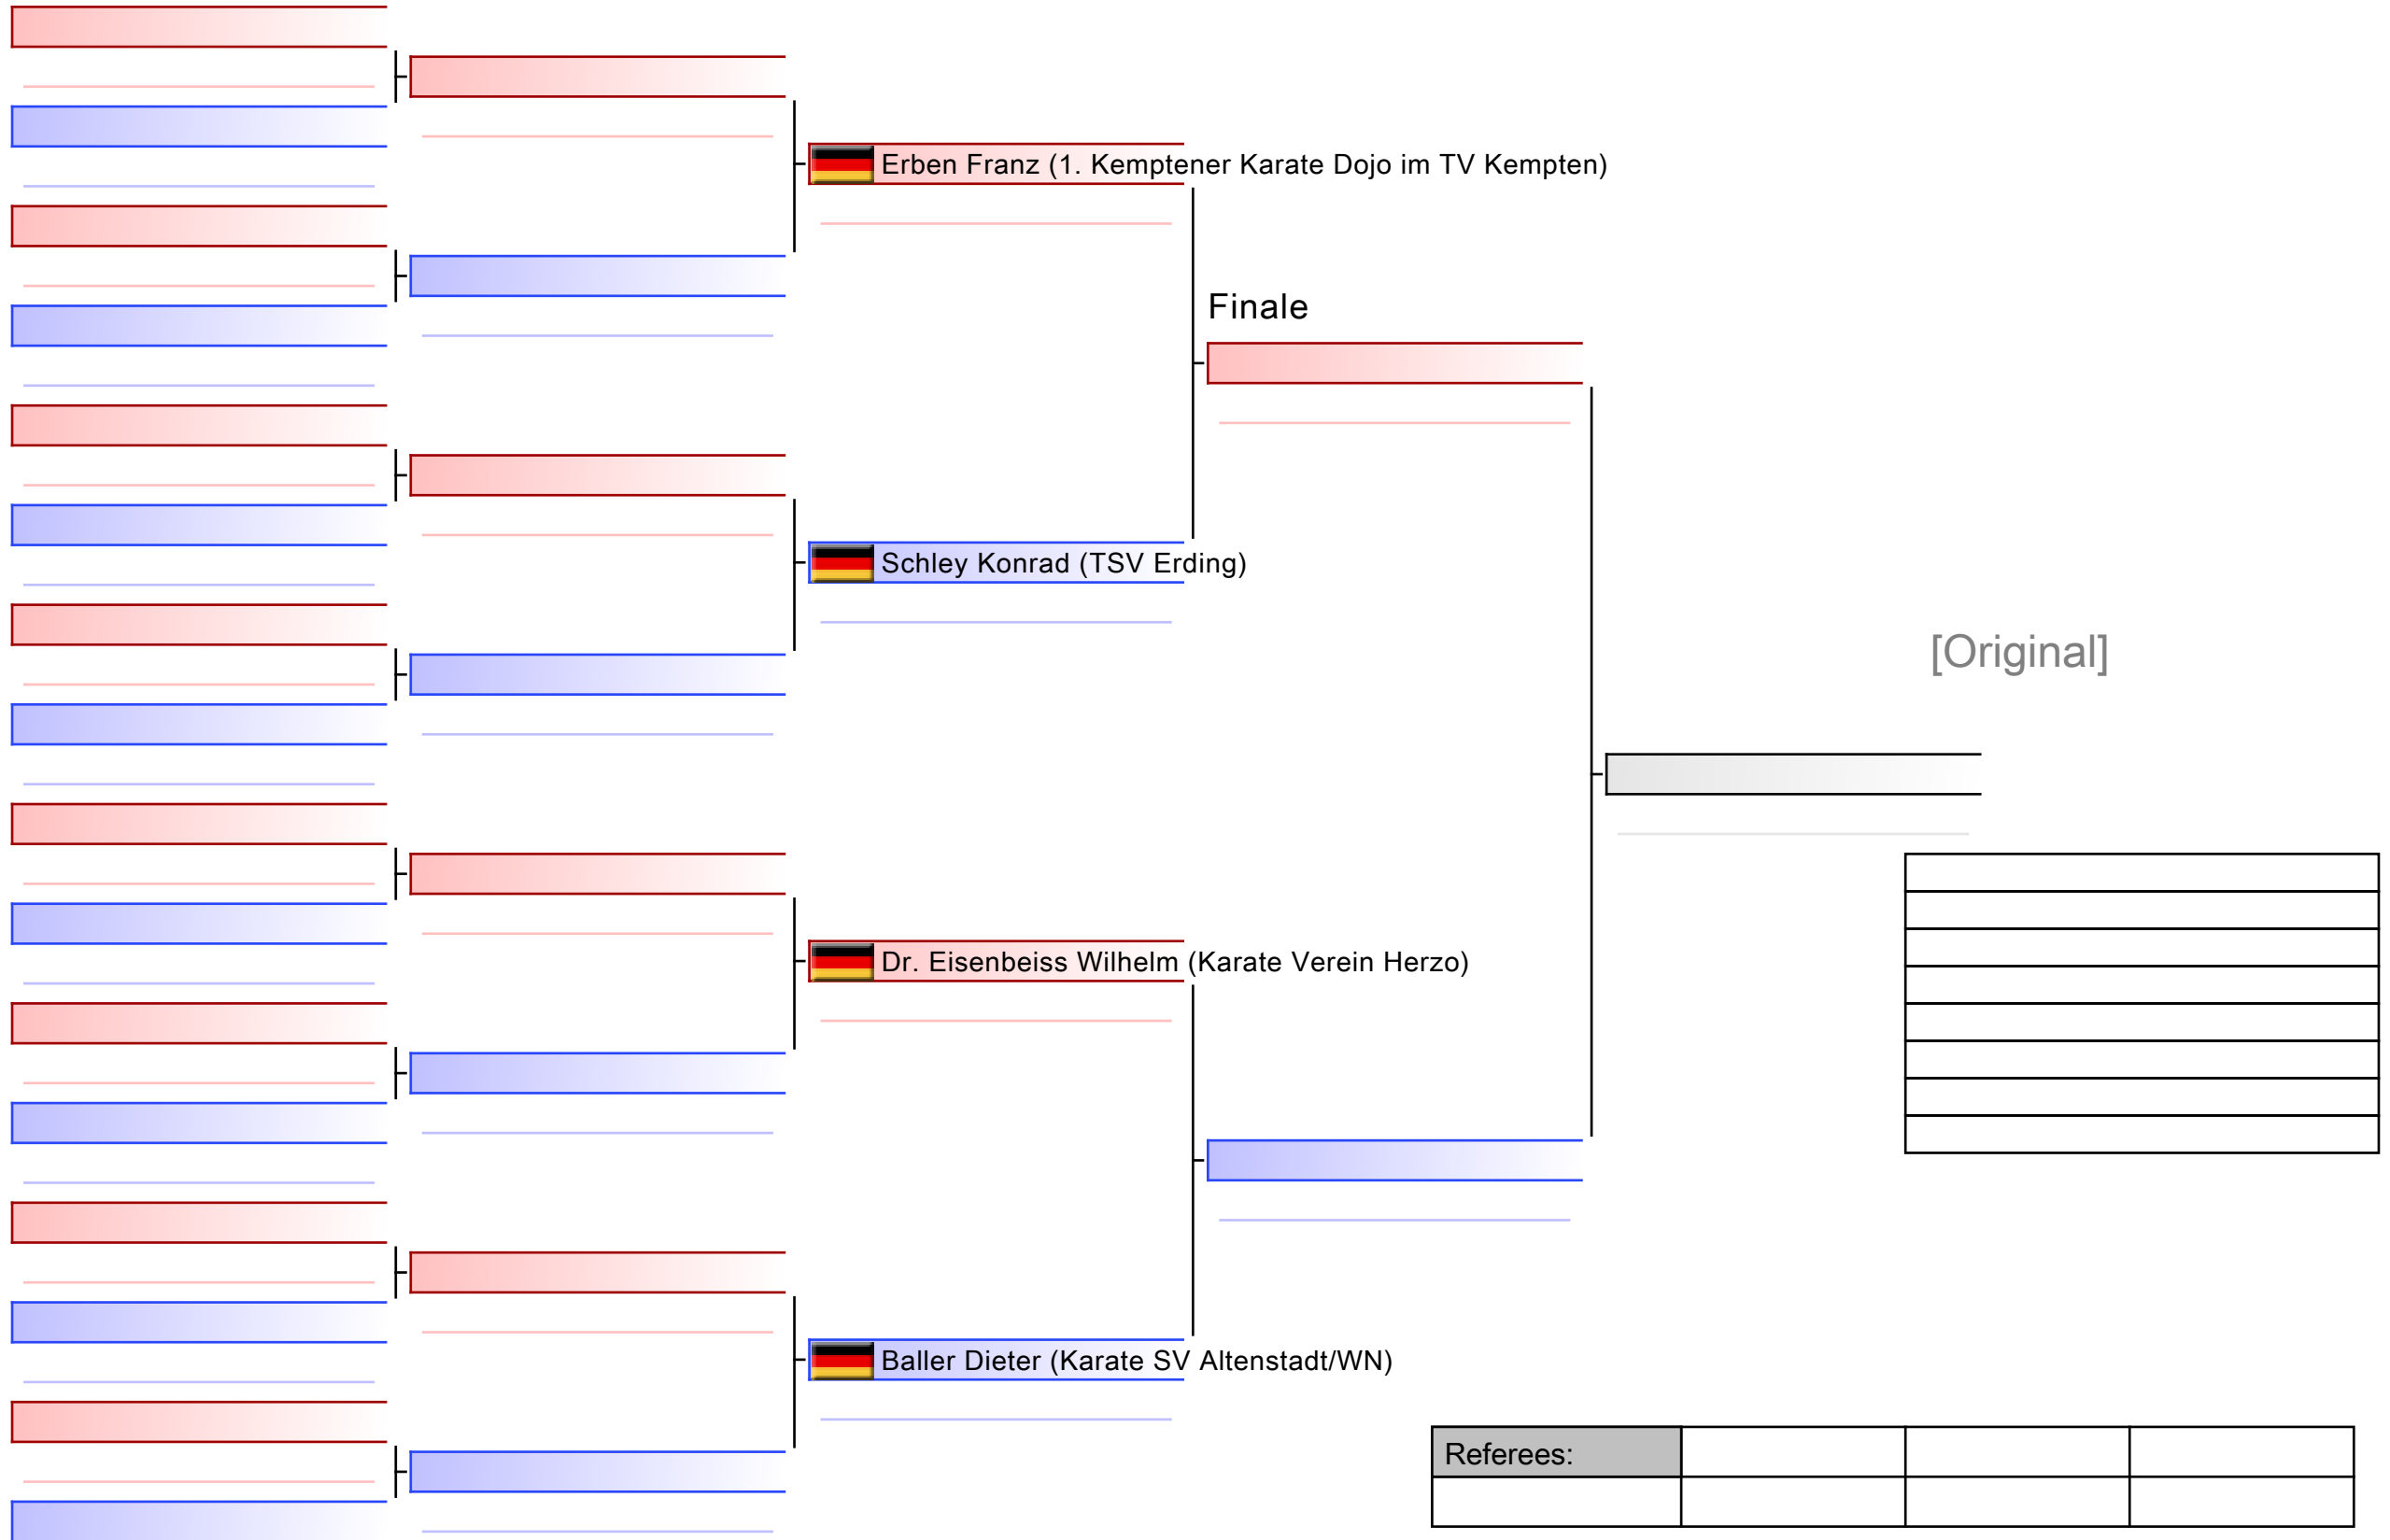 Erben Franz (1. Kemptener Karate Dojo im TV Kempten)
Finale
Schley Konrad (TSV Erding)
[Original]
Dr. Eisenbeiss Wilhelm (Karate Verein Herzo)
Baller Dieter (Karate SV Altenstadt/WN)
Referees: